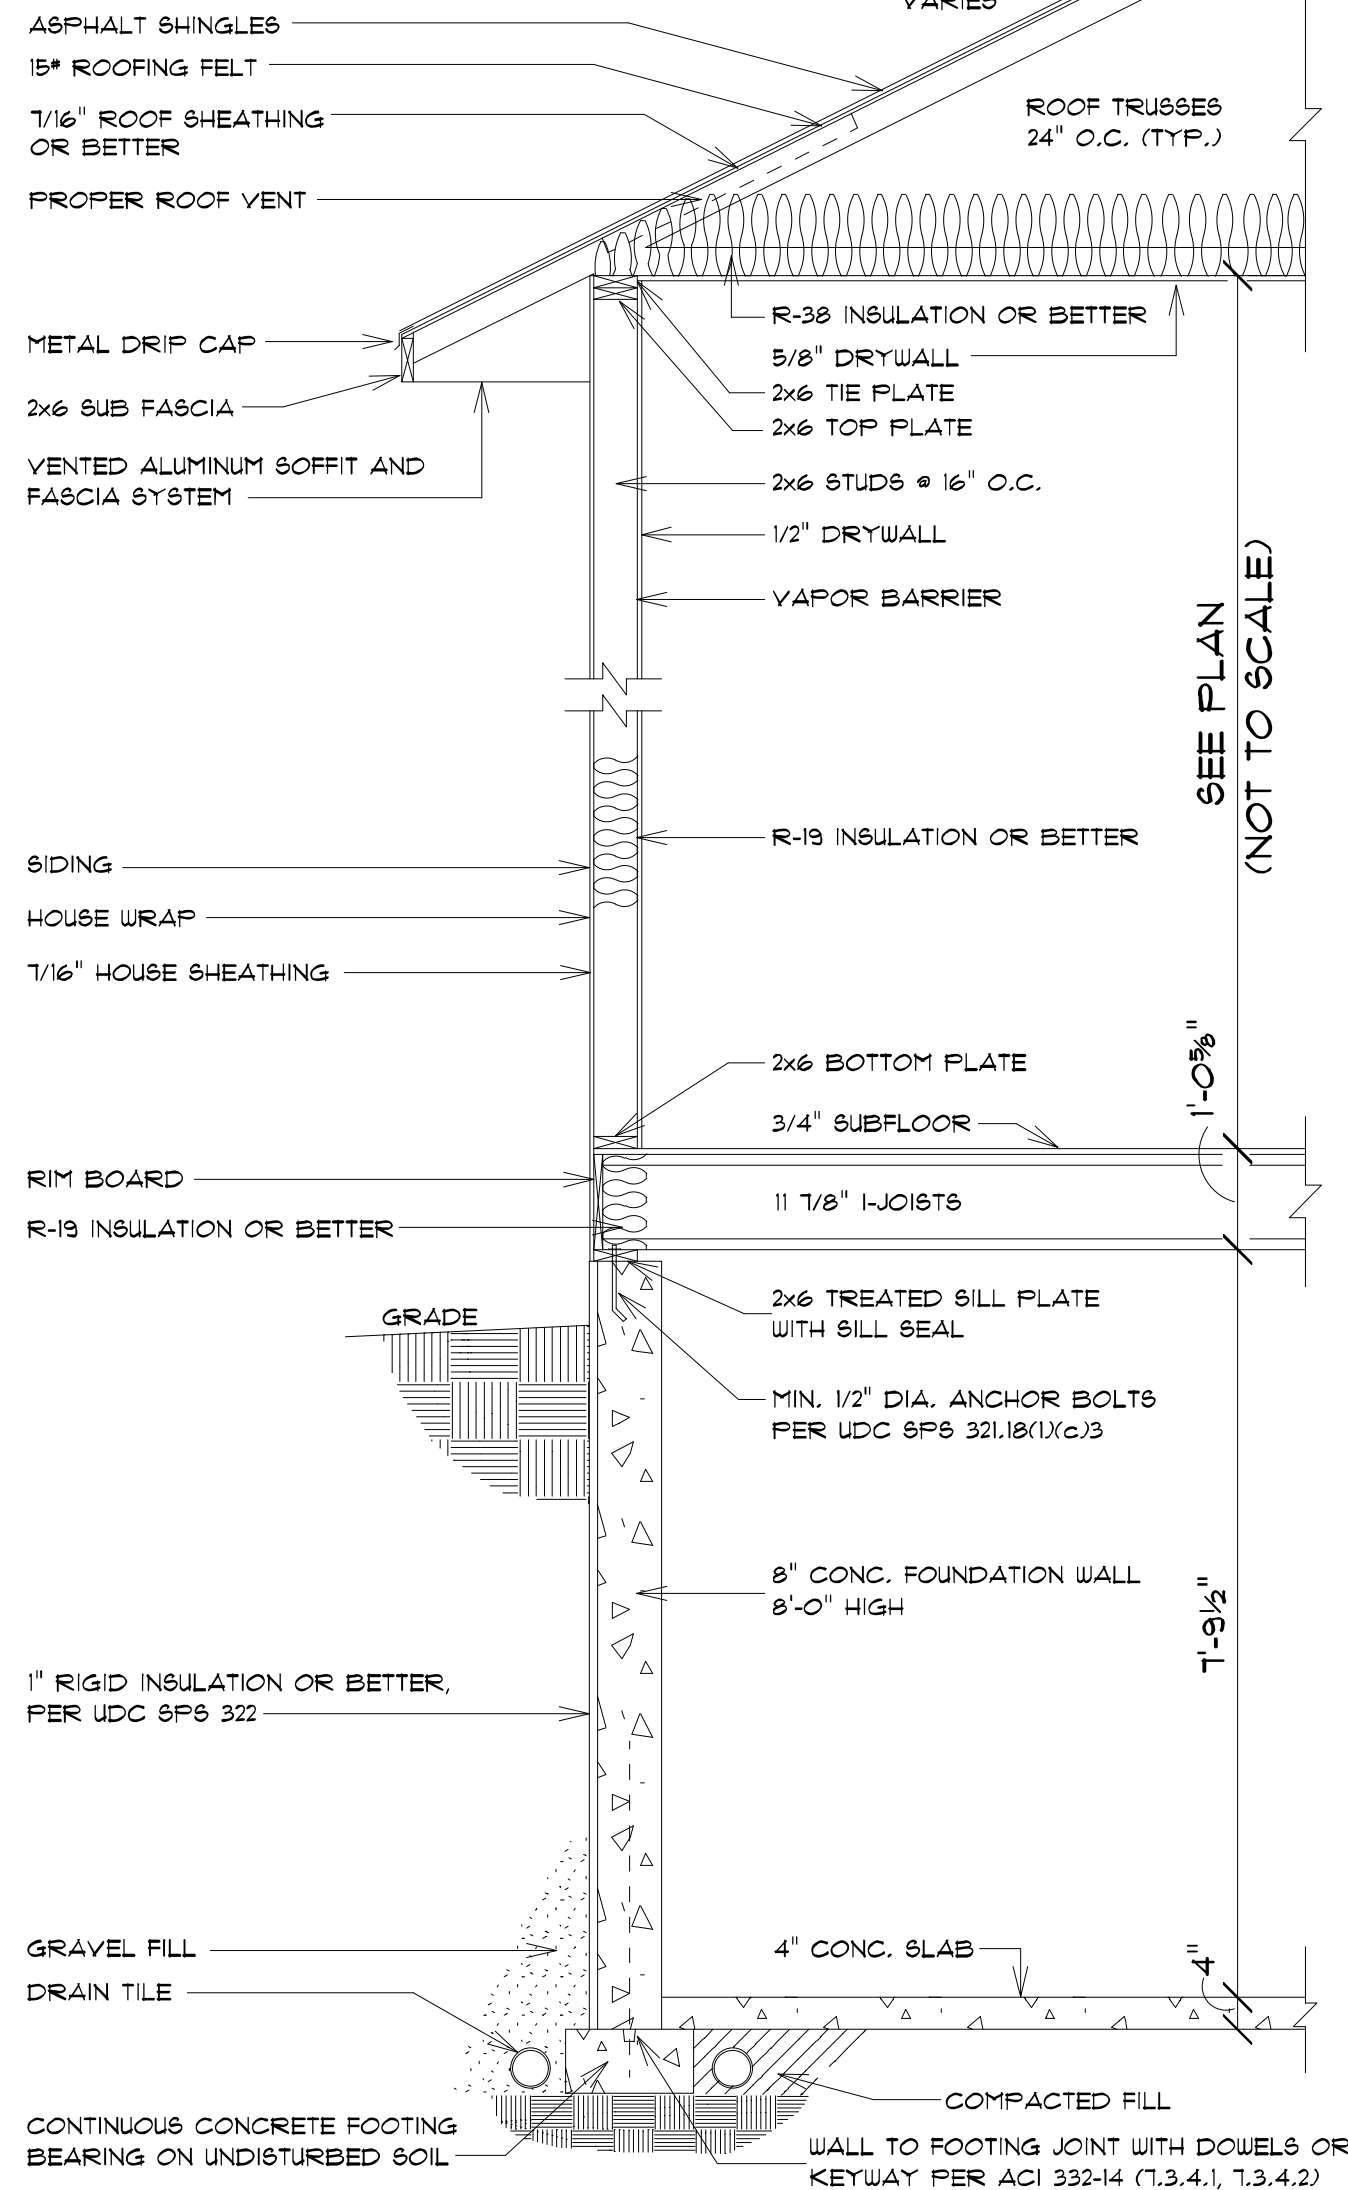 VARIES
ASPHALT SHINGLES
15# ROOFING FELT
7/16" ROOF SHEATHING
OR BETTER
PROPER ROOF VENT
ROOF TRUSSES
24" O.C. (TYP.)
METAL DRIP CAP
2x6 SUB FASCIA
VENTED ALUMINUM SOFFIT AND
FASCIA SYSTEM
R-38 INSULATION OR BETTER
5/8" DRYWALL
2x6 TIE PLATE
2x6 TOP PLATE
2x6 STUDS @ 16" O.C.
1/2" DRYWALL
VAPOR BARRIER
SEE PLAN
(NOT TO SCALE)
R-19 INSULATION OR BETTER
SIDING
HOUSE WRAP
7/16" HOUSE SHEATHING
2x6 BOTTOM PLATE
3/4" SUBFLOOR
1'-0⅝"
RIM BOARD
R-19 INSULATION OR BETTER
11 7/8" I-JOISTS
GRADE
2x6 TREATED SILL PLATE
WITH SILL SEAL
MIN. 1/2" DIA. ANCHOR BOLTS
PER UDC SPS 321.18(1)(c)3
8" CONC. FOUNDATION WALL
8'-0" HIGH
7'-9½"
1" RIGID INSULATION OR BETTER,
PER UDC SPS 322
GRAVEL FILL
DRAIN TILE
4" CONC. SLAB
4"
COMPACTED FILL
CONTINUOUS CONCRETE FOOTING
BEARING ON UNDISTURBED SOIL
WALL TO FOOTING JOINT WITH DOWELS OR
KEYWAY PER ACI 332-14 (7.3.4.1, 7.3.4.2)